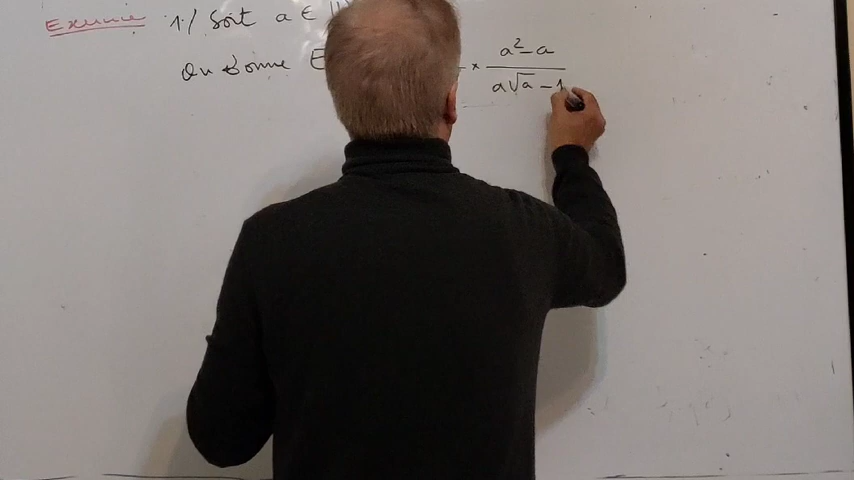 Exercice 1/ Soit a ∈
On donne E × (a² - a)/(a√a - 1